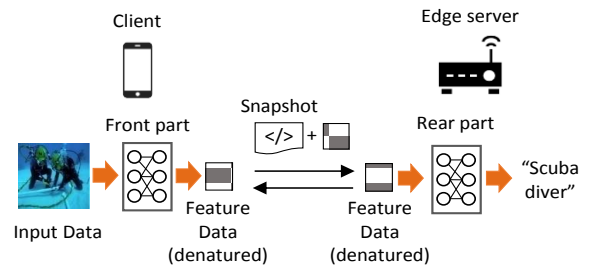 Client
Edge server
Snapshot
</> +
Front part
Rear part
"Scuba
diver"
Input Data
Feature
Data
(denatured)
Feature
Data
(denatured)